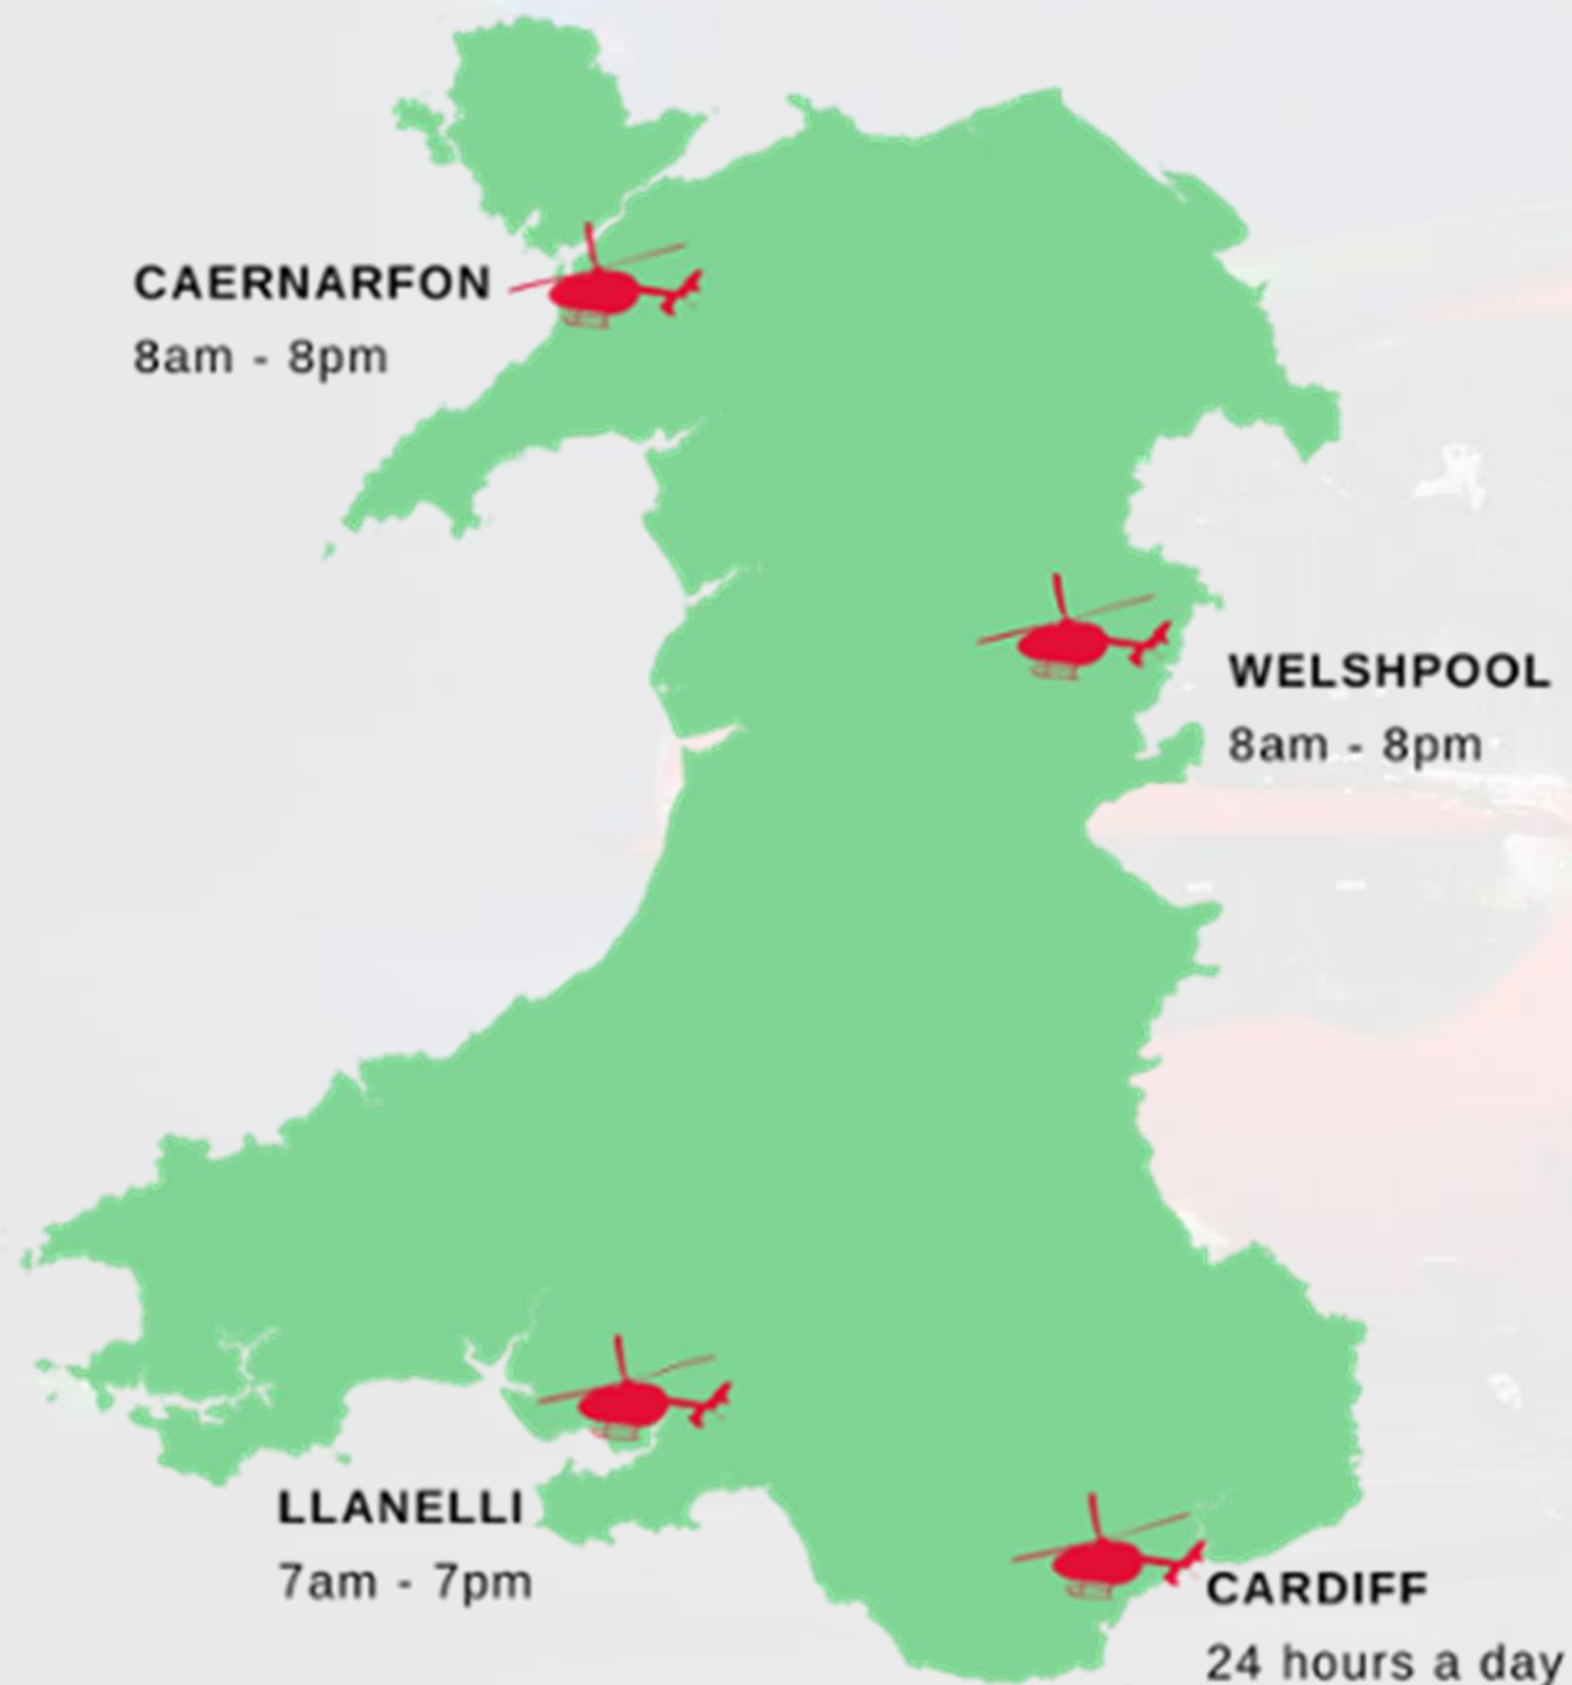 CAERNARFON
8am - 8pm
WELSHPOOL
8am - 8pm
LLANELLI
7am - 7pm
CARDIFF
24 hours a day